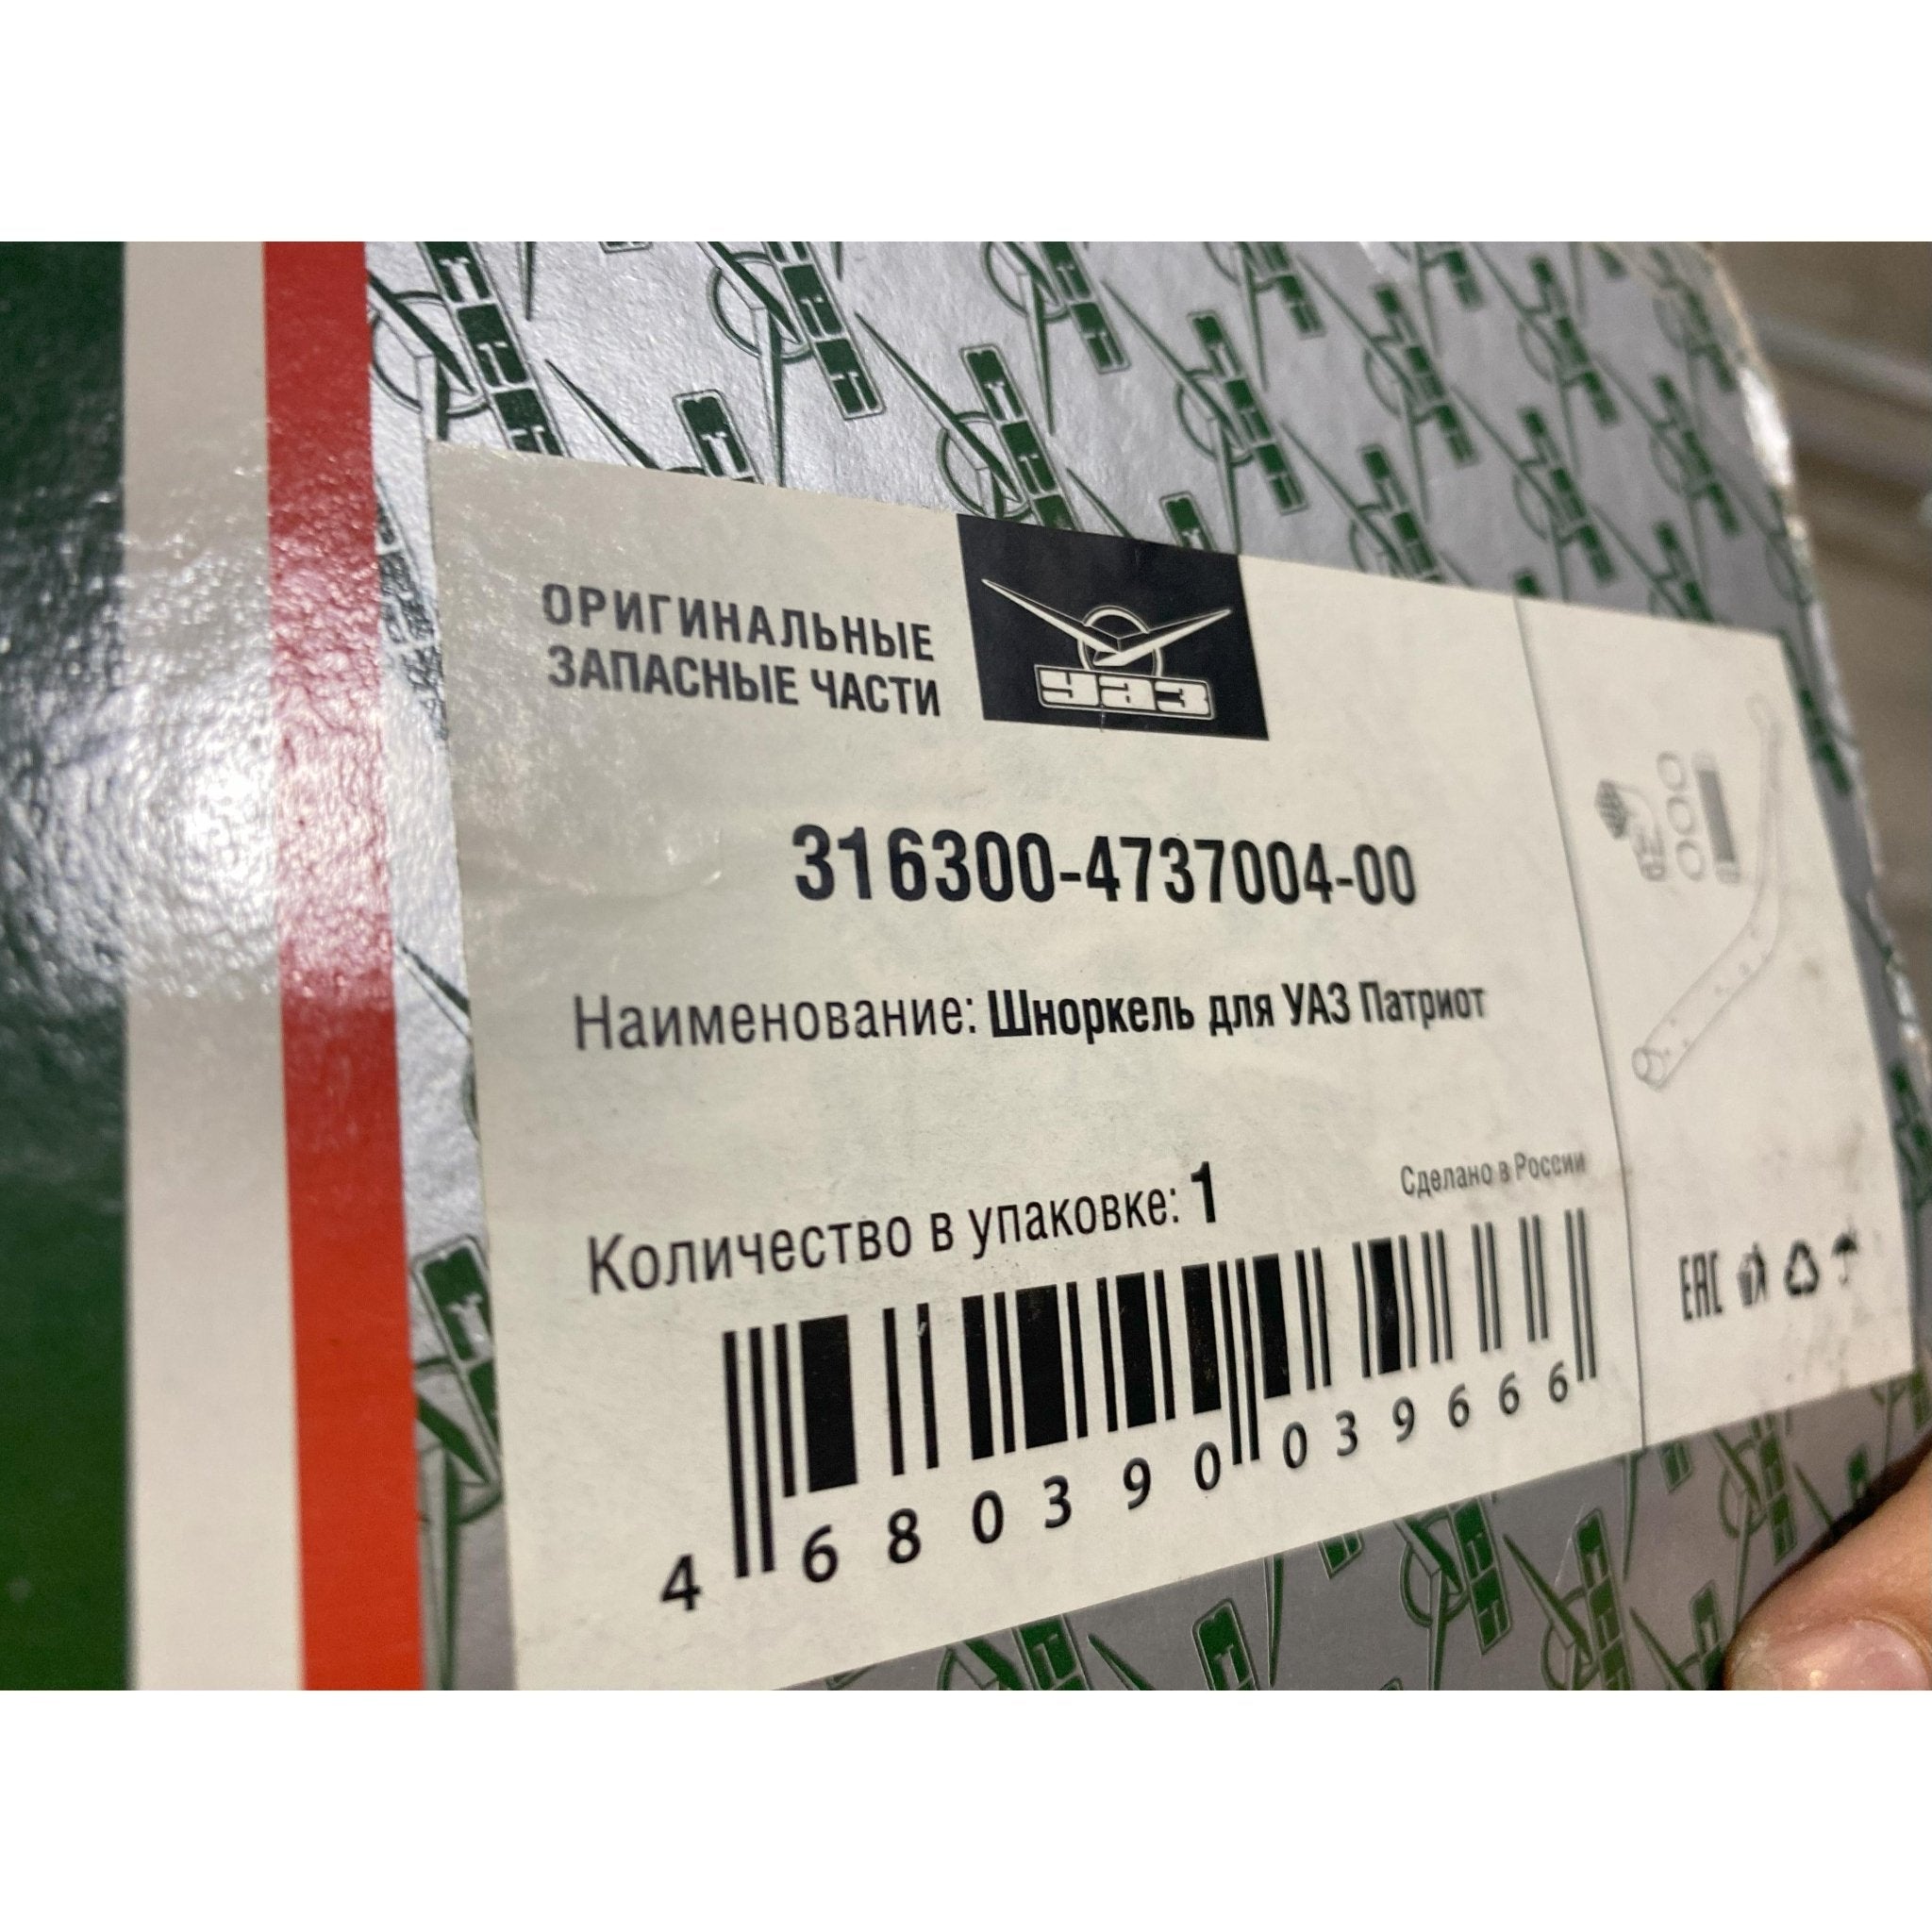 ОРИГИНАЛЬНЫЕ
ЗАПАСНЫЕ ЧАСТИ
УАЗ
316300-4737004-00
Наименование: Шноркель для УАЗ Патриот
Количество в упаковке: 1
Сделано в России
4 680390 039666
EAC